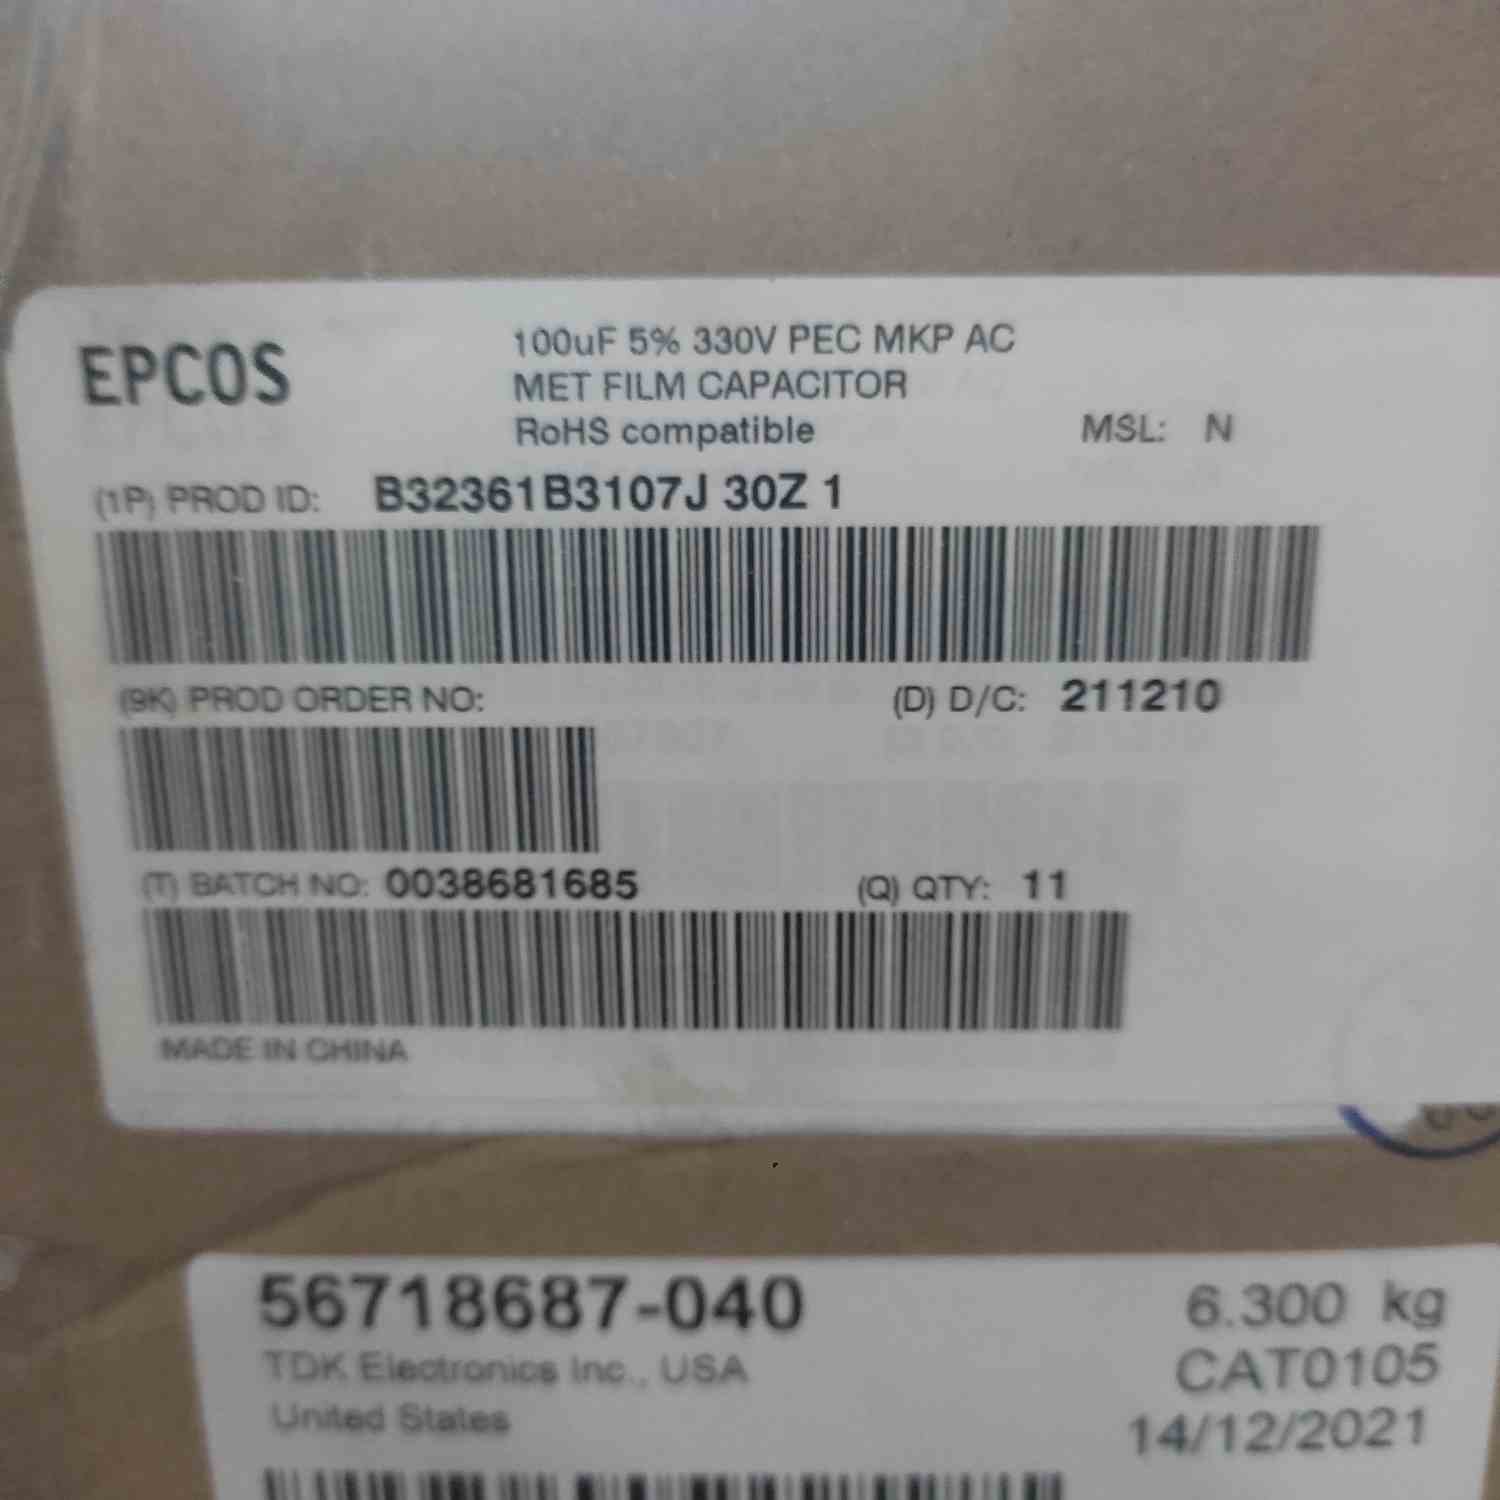 EPCOS
100uF 5% 330V PEC MKP AC
MET FILM CAPACITOR
RoHS compatible
MSL: N
(1P) PROD ID: B32361B3107J 30Z 1
(9K) PROD ORDER NO:
(D) D/C: 211210
(T) BATCH NO: 0038681685
(Q) QTY: 11
MADE IN CHINA
56718687-040
6.300 kg
TDK Electronics Inc., USA
CAT0105
United States
14/12/2021